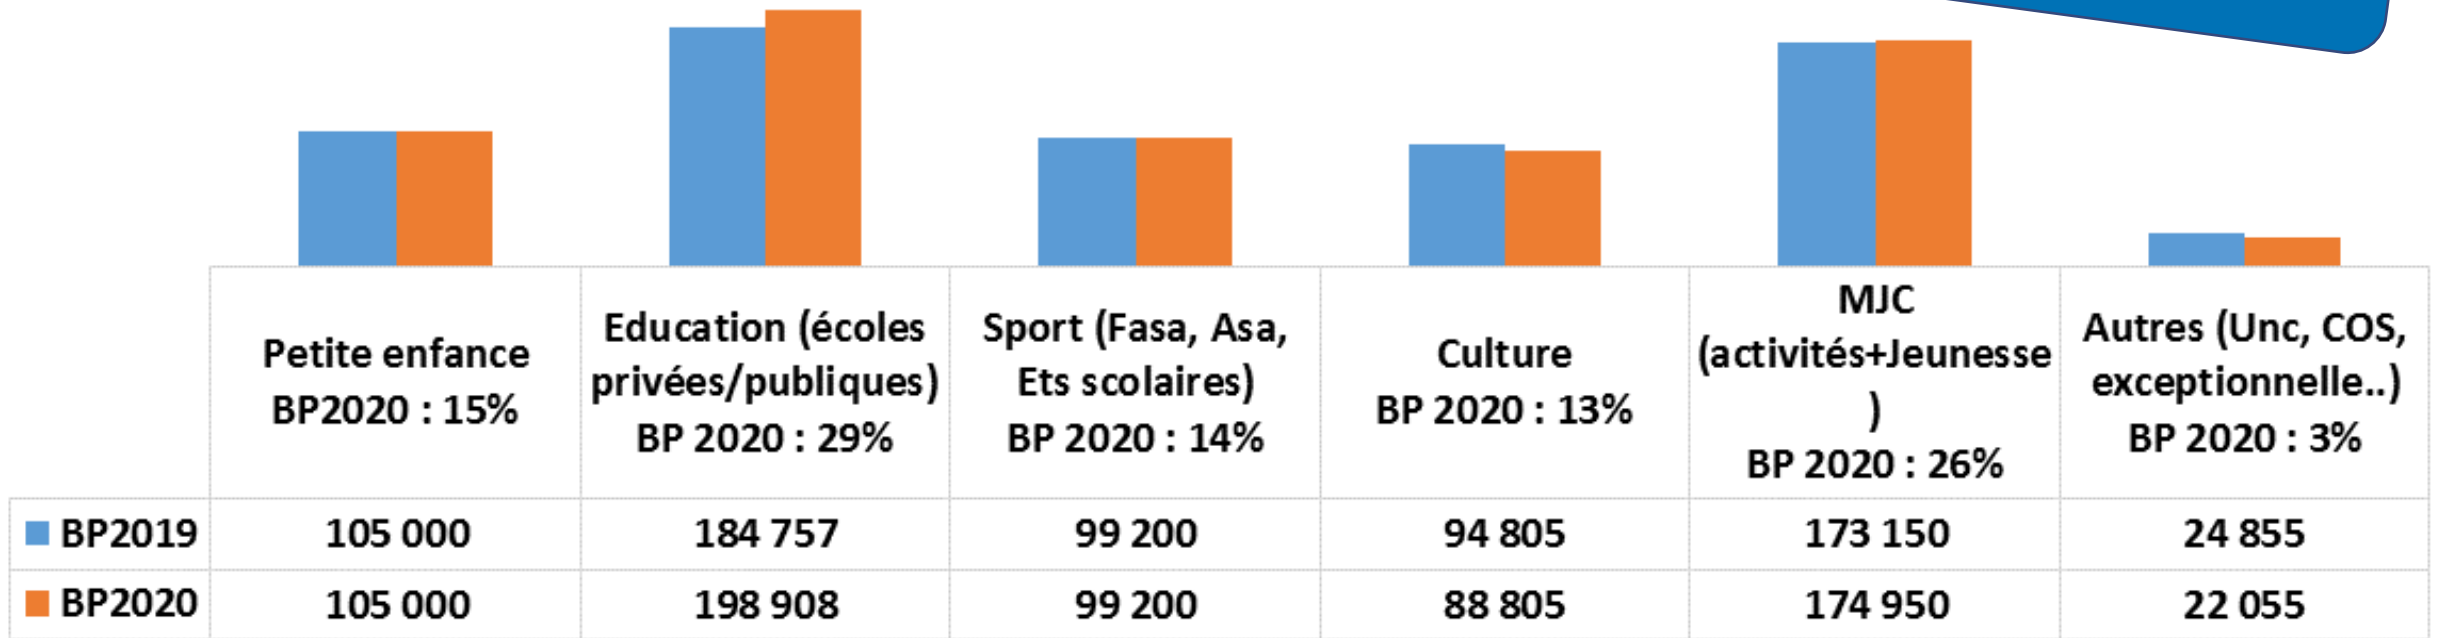 Petite enfance
BP2020 : 15%
Education (écoles
privées/publiques)
BP 2020 : 29%
Sport (Fasa, Asa,
Ets scolaires)
BP 2020 : 14%
Culture
BP 2020 : 13%
MJC
(activités+Jeunesse
)
BP 2020 : 26%
Autres (Unc, COS,
exceptionnelle..)
BP 2020 : 3%
BP2019 105 000 184 757 99 200 94 805 173 150 24 855
BP2020 105 000 198 908 99 200 88 805 174 950 22 055